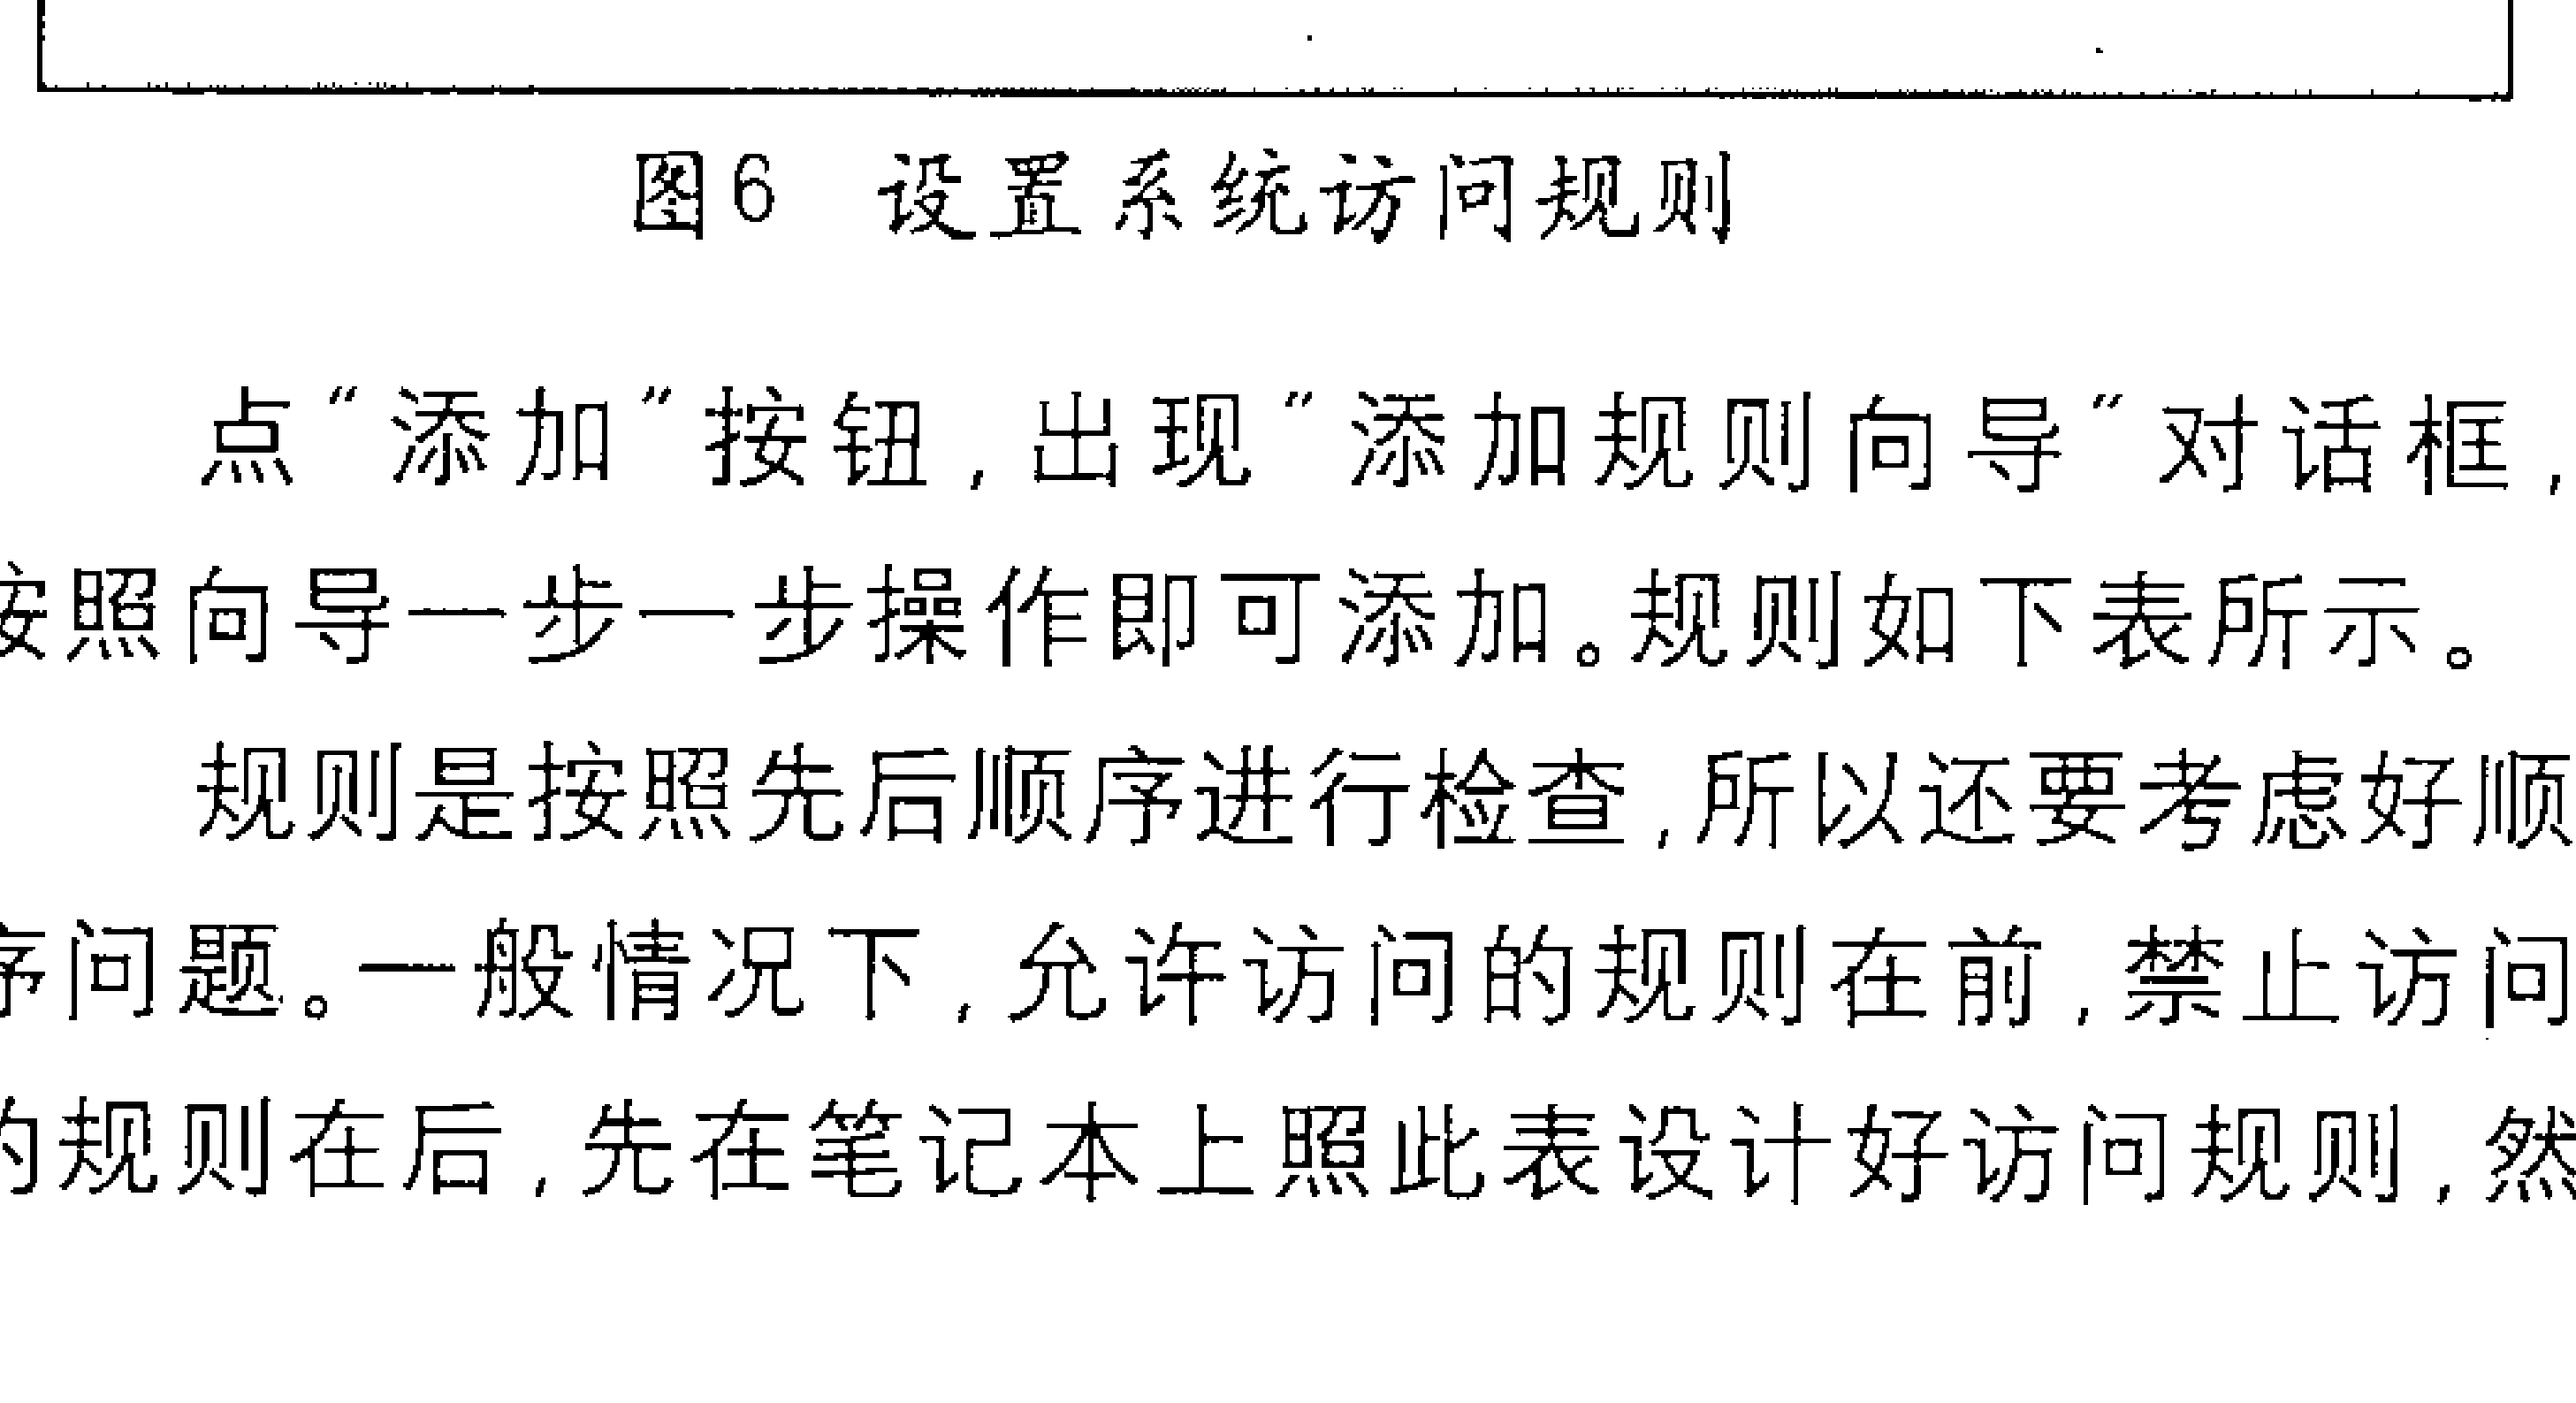 图6 设置系统访问规则
点“添加”按钮,出现”添加规则向导”对话框,
按照向导一步一步操作即可添加。规则如下表所示。
规则是按照先后顺序进行检查,所以还要考虑好顺
序问题。一般情况下,允许访问的规则在前,禁止访问
的规则在后,先在笔记本上照此表设计好访问规则,然